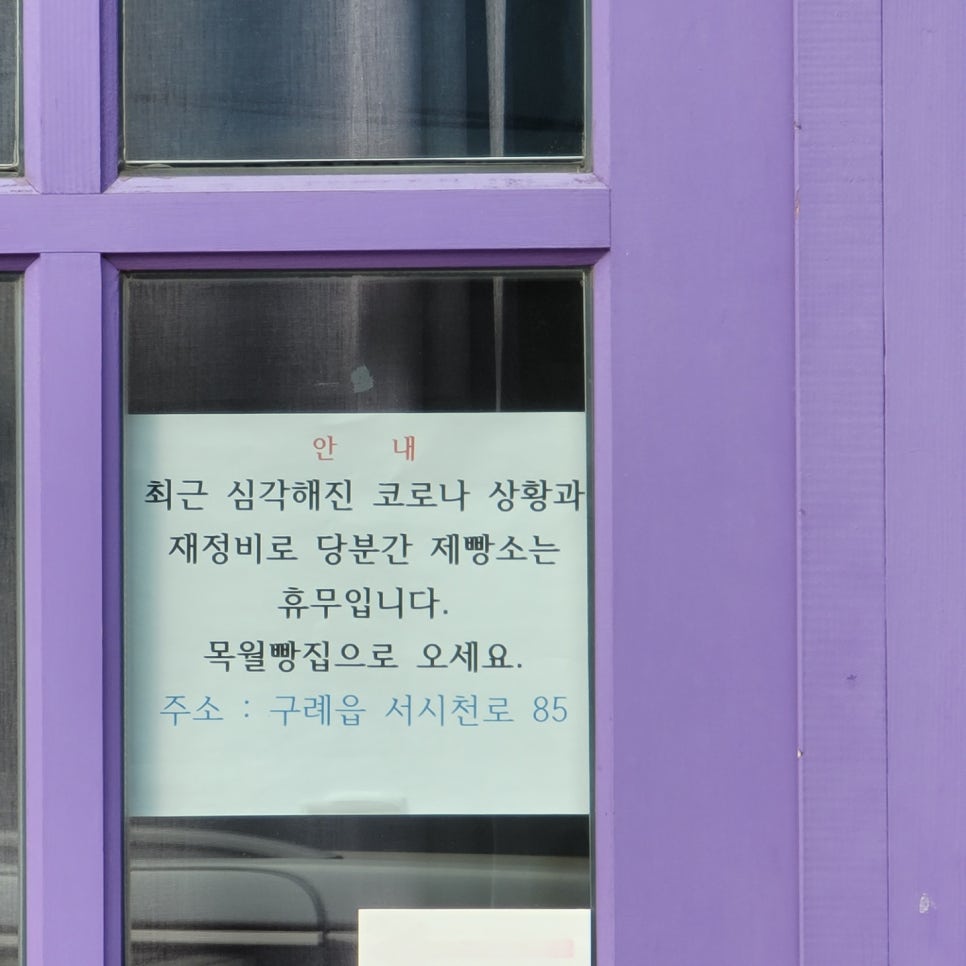 안 내
최근 심각해진 코로나 상황과
재정비로 당분간 제빵소는
휴무입니다.
목월빵집으로 오세요.
주소 : 구례읍 서시천로 85